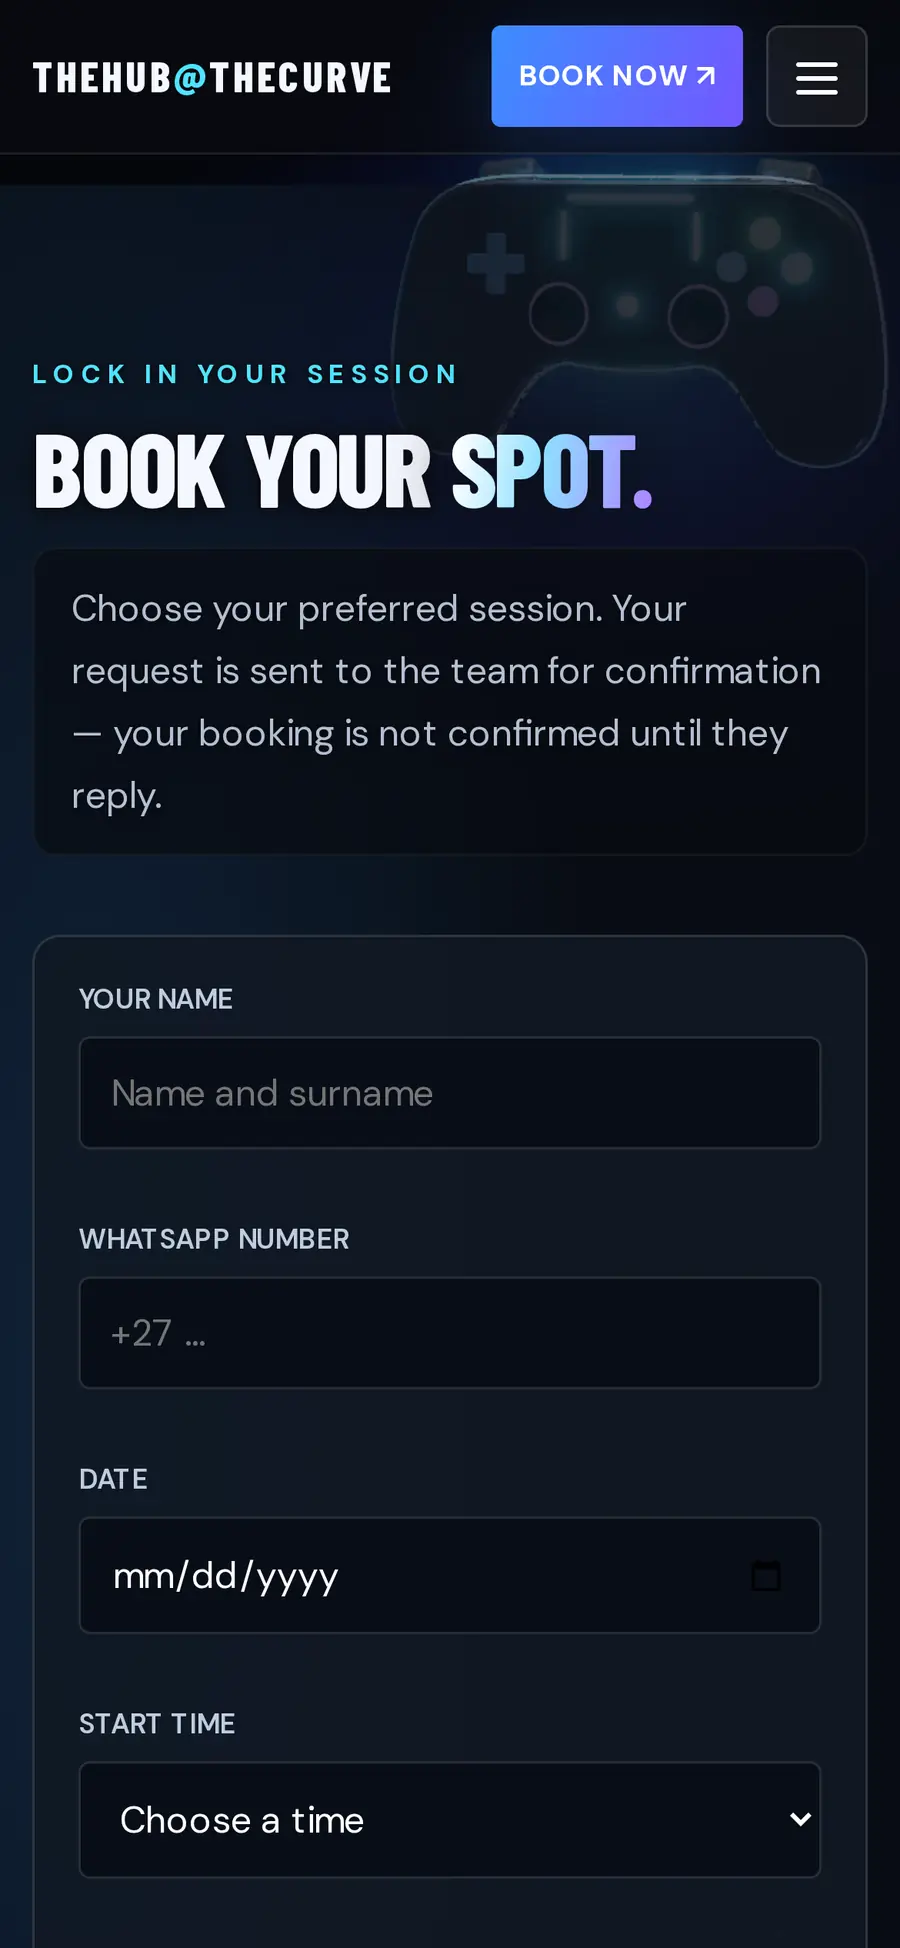 THEHUB@THECURVE
BOOK NOW ↗
LOCK IN YOUR SESSION
BOOK YOUR SPOT.
Choose your preferred session. Your
request is sent to the team for confirmation
— your booking is not confirmed until they
reply.
YOUR NAME
Name and surname
WHATSAPP NUMBER
+27 ...
DATE
mm/dd/yyyy
START TIME
Choose a time